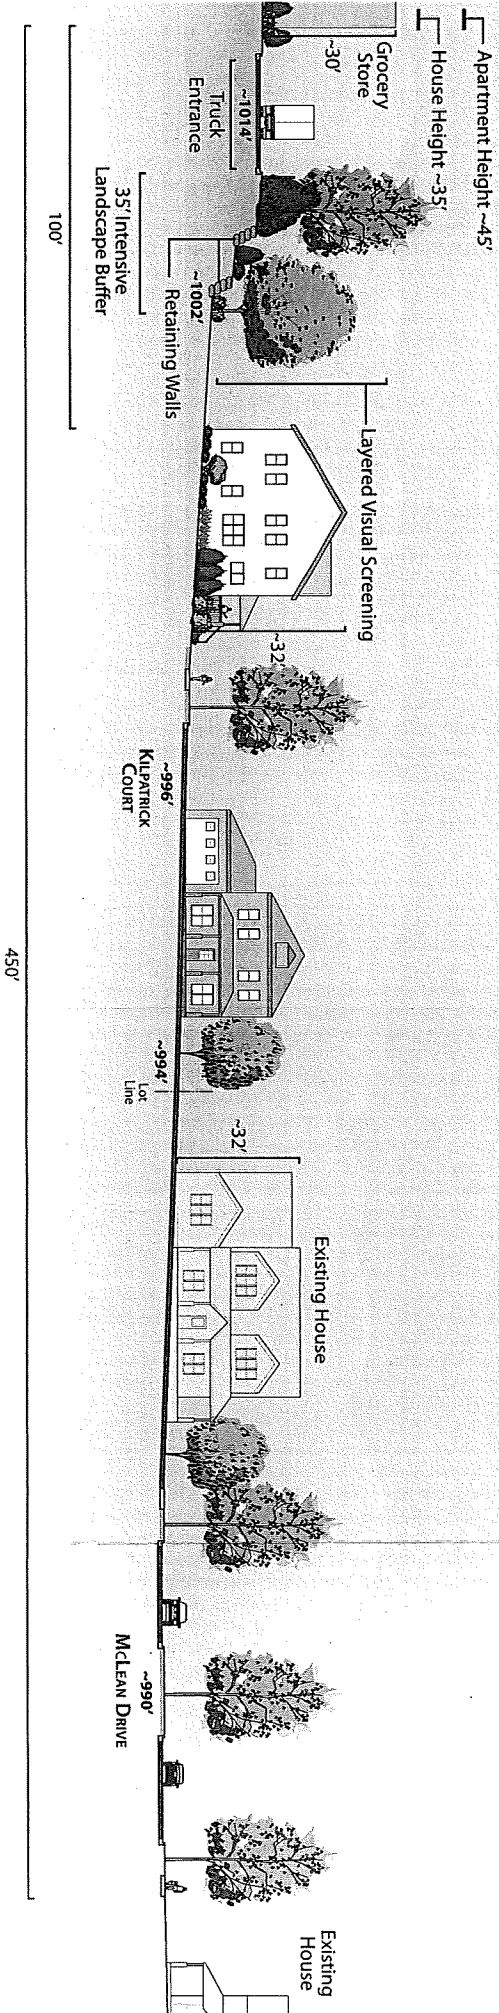 Apartment Height ~45'
House Height ~35'
Grocery
Store
~30'
~1014'
Truck
Entrance
35' Intensive
Landscape Buffer
100'
~1002'
Retaining Walls
Layered Visual Screening
~32'
~996'
KILPATRICK
COURT
~994'
Lot
Line
450'
~32'
Existing House
~990'
MCLEAN DRIVE
Existing
House